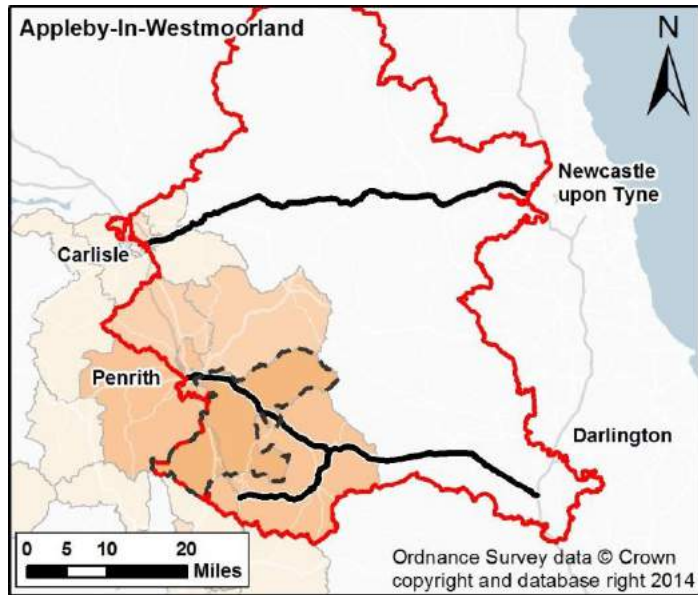 Appleby-In-Westmoorland
N
Newcastle
upon Tyne
Carlisle
Penrith
Darlington
0 5 10 20
Miles
Ordnance Survey data © Crown
copyright and database right 2014